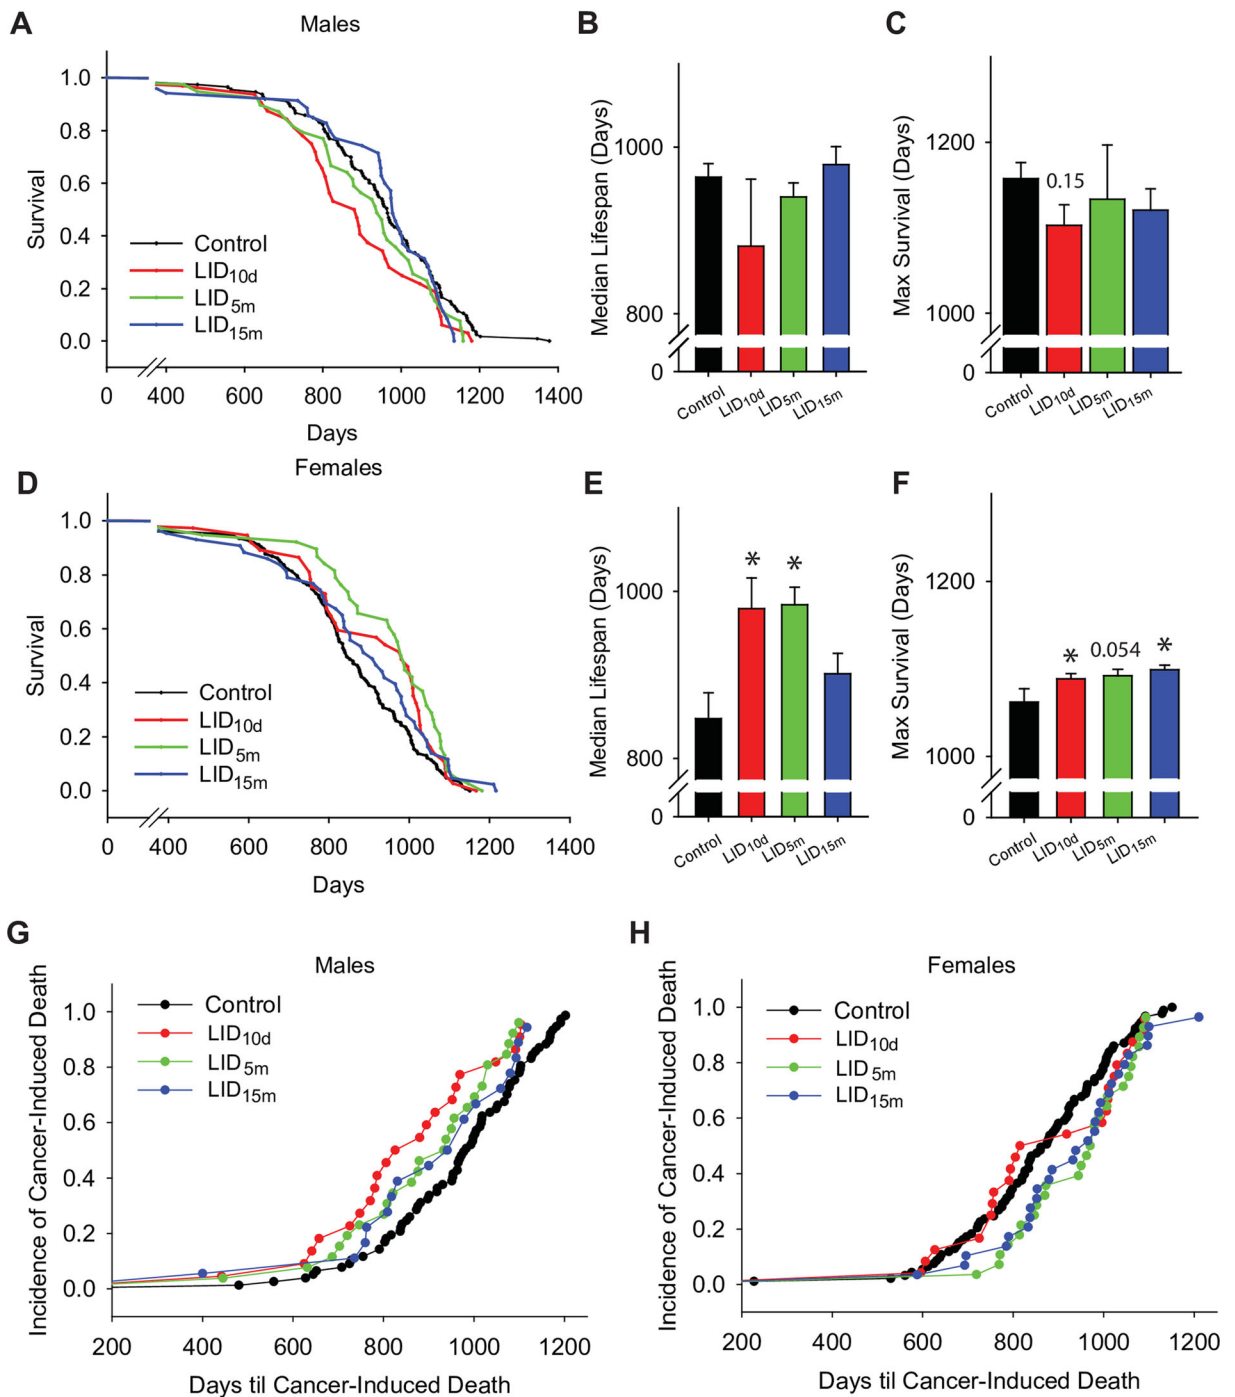 A
Males
Survival
1.0
0.8
0.6
0.4
0.2
0.0
Control
LID10d
LID5m
LID15m
0 400 600 800 1000 1200 1400
Days
B
Median Lifespan (Days)
1000
800
0
Control LID10d LID5m LID15m
C
Max Survival (Days)
1200
0.15
1000
0
Control LID10d LID5m LID15m
D
Females
Survival
1.0
0.8
0.6
0.4
0.2
0.0
Control
LID10d
LID5m
LID15m
0 400 600 800 1000 1200 1400
Days
E
Median Lifespan (Days)
* *
1000
800
0
Control LID10d LID5m LID15m
F
Max Survival (Days)
1200
* 0.054 *
1000
0
Control LID10d LID5m LID15m
G
Males
Incidence of Cancer-Induced Death
1.0
0.8
0.6
0.4
0.2
0.0
Control
LID10d
LID5m
LID15m
200 400 600 800 1000 1200
Days til Cancer-Induced Death
H
Females
Incidence of Cancer-Induced Death
1.0
0.8
0.6
0.4
0.2
0.0
Control
LID10d
LID5m
LID15m
200 400 600 800 1000 1200
Days til Cancer-Induced Death